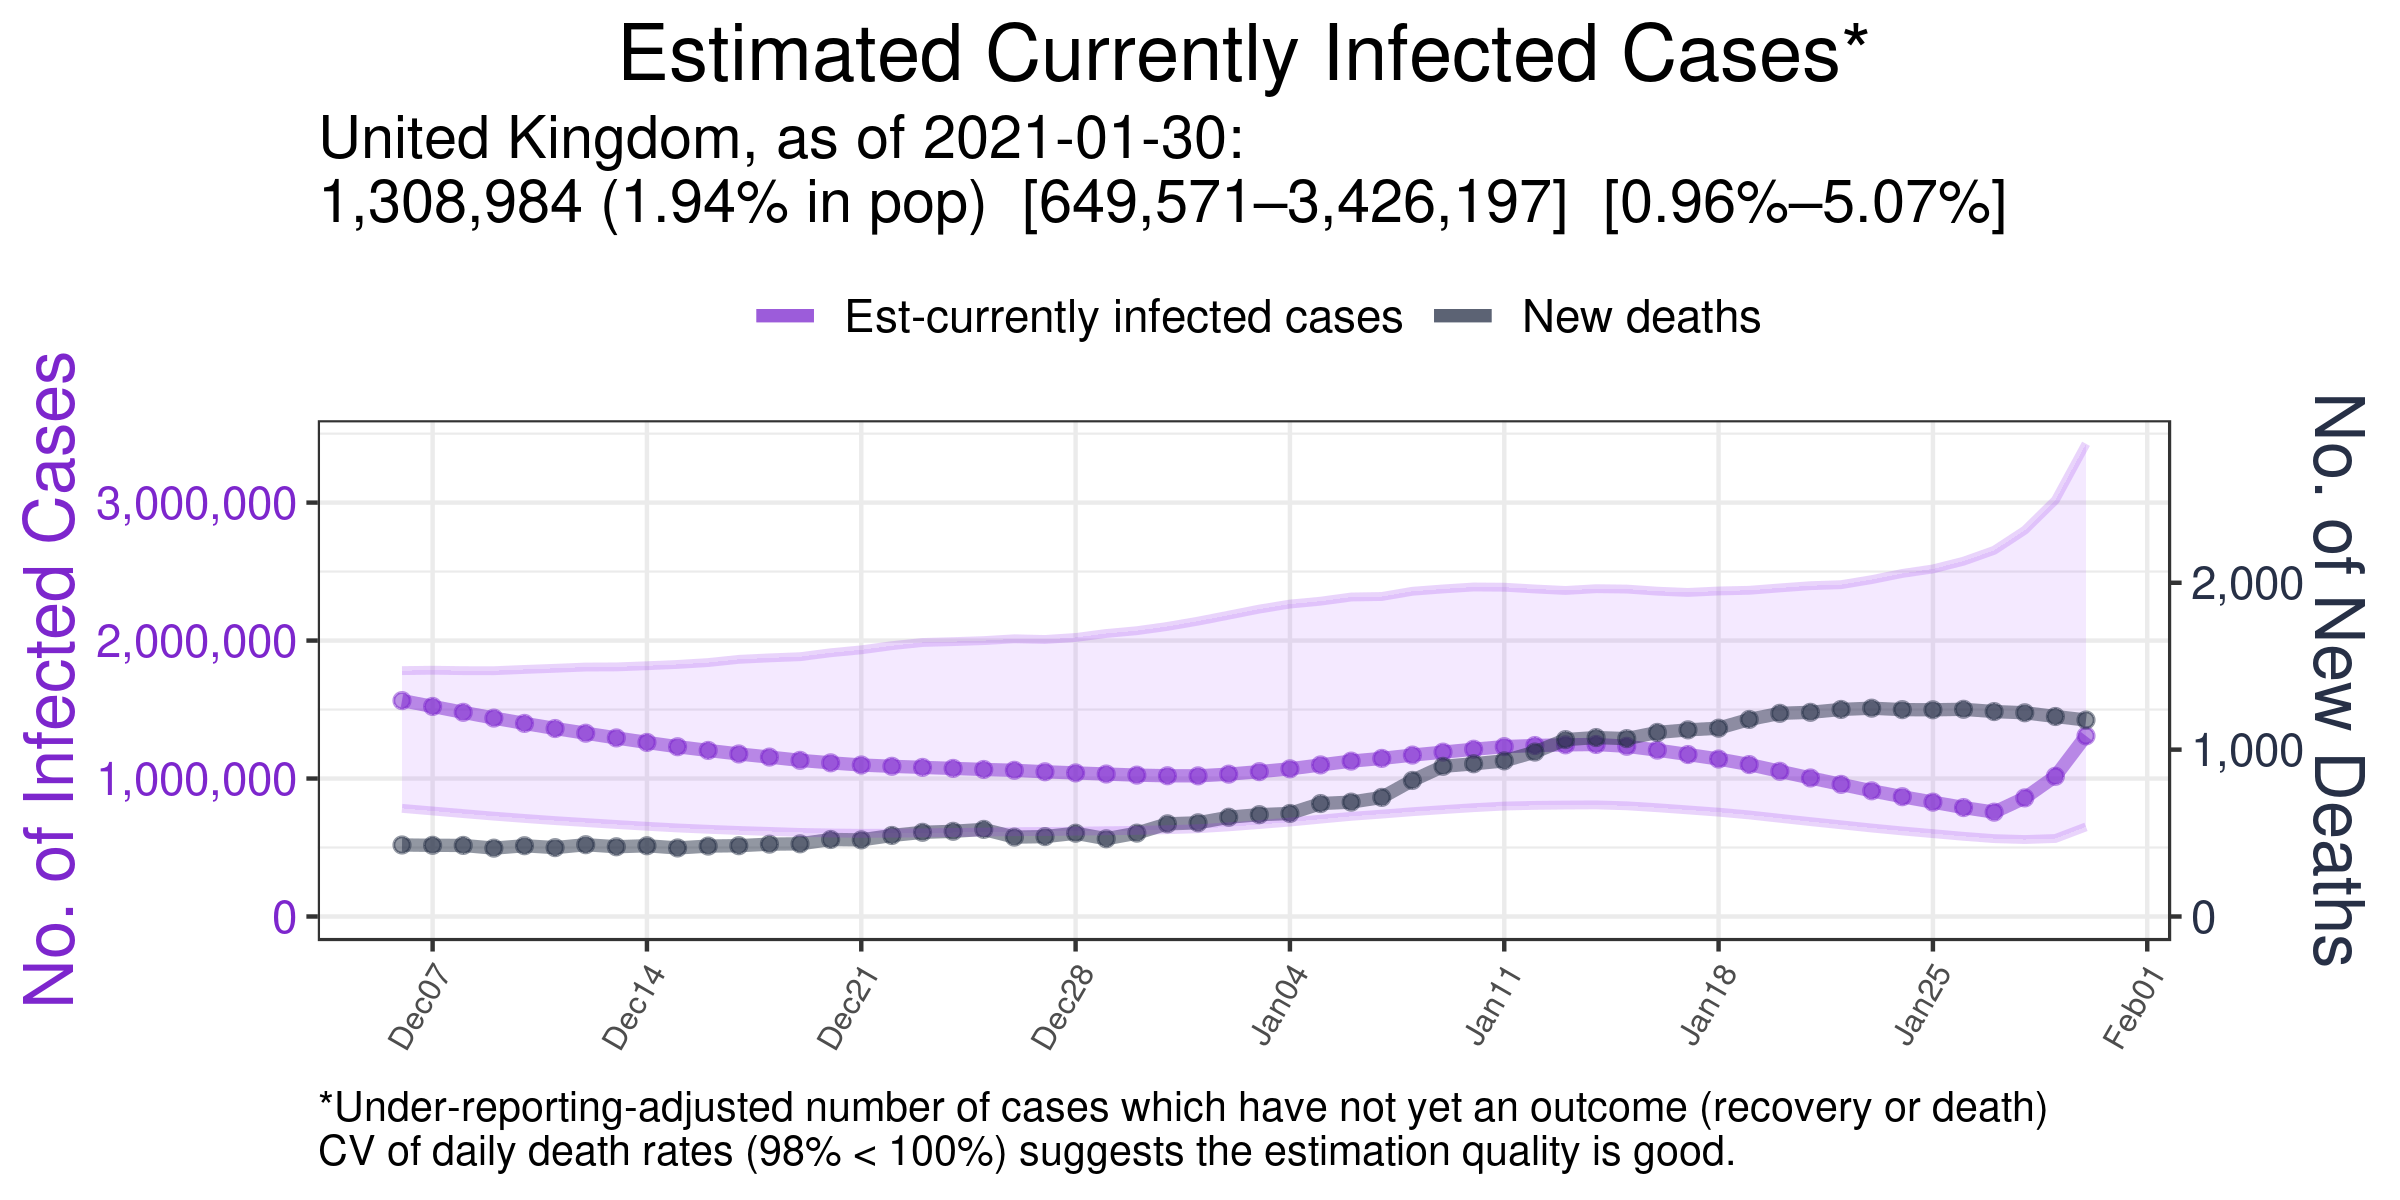 Estimated Currently Infected Cases*
United Kingdom, as of 2021-01-30:
1,308,984 (1.94% in pop) [649,571–3,426,197] [0.96%–5.07%]
Est-currently infected cases
New deaths
No. of Infected Cases
3,000,000
2,000,000
1,000,000
0
No. of New Deaths
2,000
1,000
0
Dec07
Dec14
Dec21
Dec28
Jan04
Jan11
Jan18
Jan25
Feb01
*Under-reporting-adjusted number of cases which have not yet an outcome (recovery or death)
CV of daily death rates (98% < 100%) suggests the estimation quality is good.